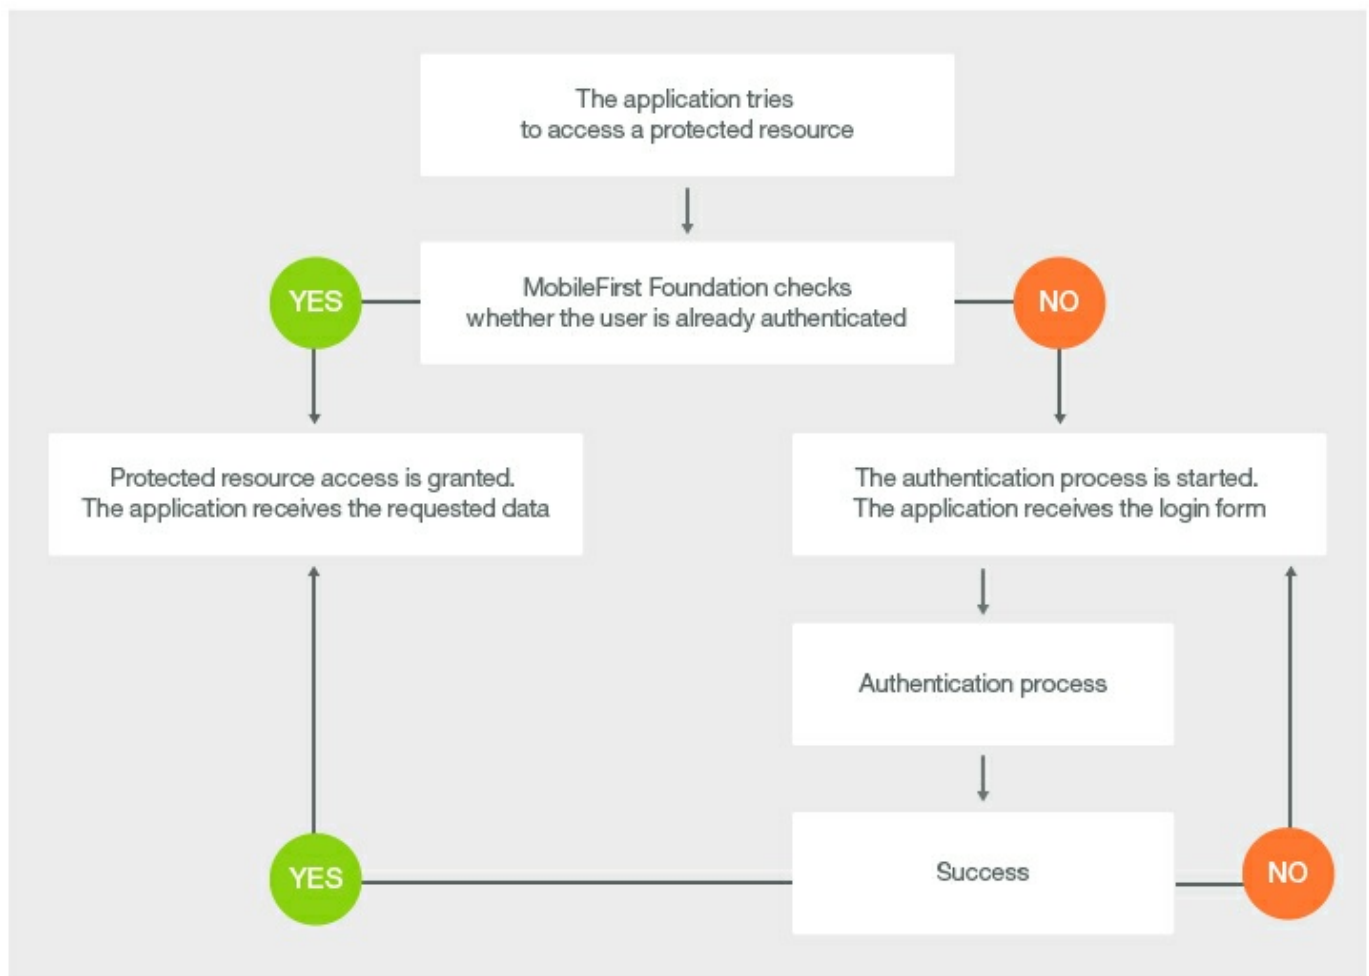 The application tries
to access a protected resource
YES
MobileFirst Foundation checks
whether the user is already authenticated
NO
Protected resource access is granted.
The application receives the requested data
The authentication process is started.
The application receives the login form
Authentication process
YES
Success
NO